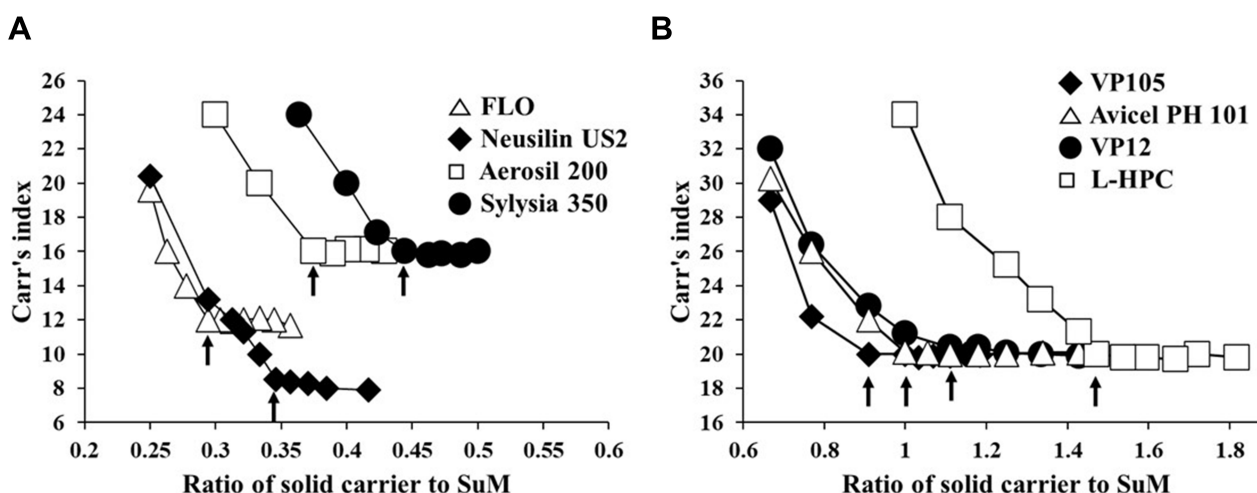 A
26
24
22
20
18
16
14
12
10
8
6
Carr's index
FLO
Neusilin US2
Aerosil 200
Sylysia 350
0.2 0.25 0.3 0.35 0.4 0.45 0.5 0.55 0.6
Ratio of solid carrier to SuM
B
36
34
32
30
28
26
24
22
20
18
16
Carr's index
VP105
Avicel PH 101
VP12
L-HPC
0.6 0.8 1 1.2 1.4 1.6 1.8
Ratio of solid carrier to SuM